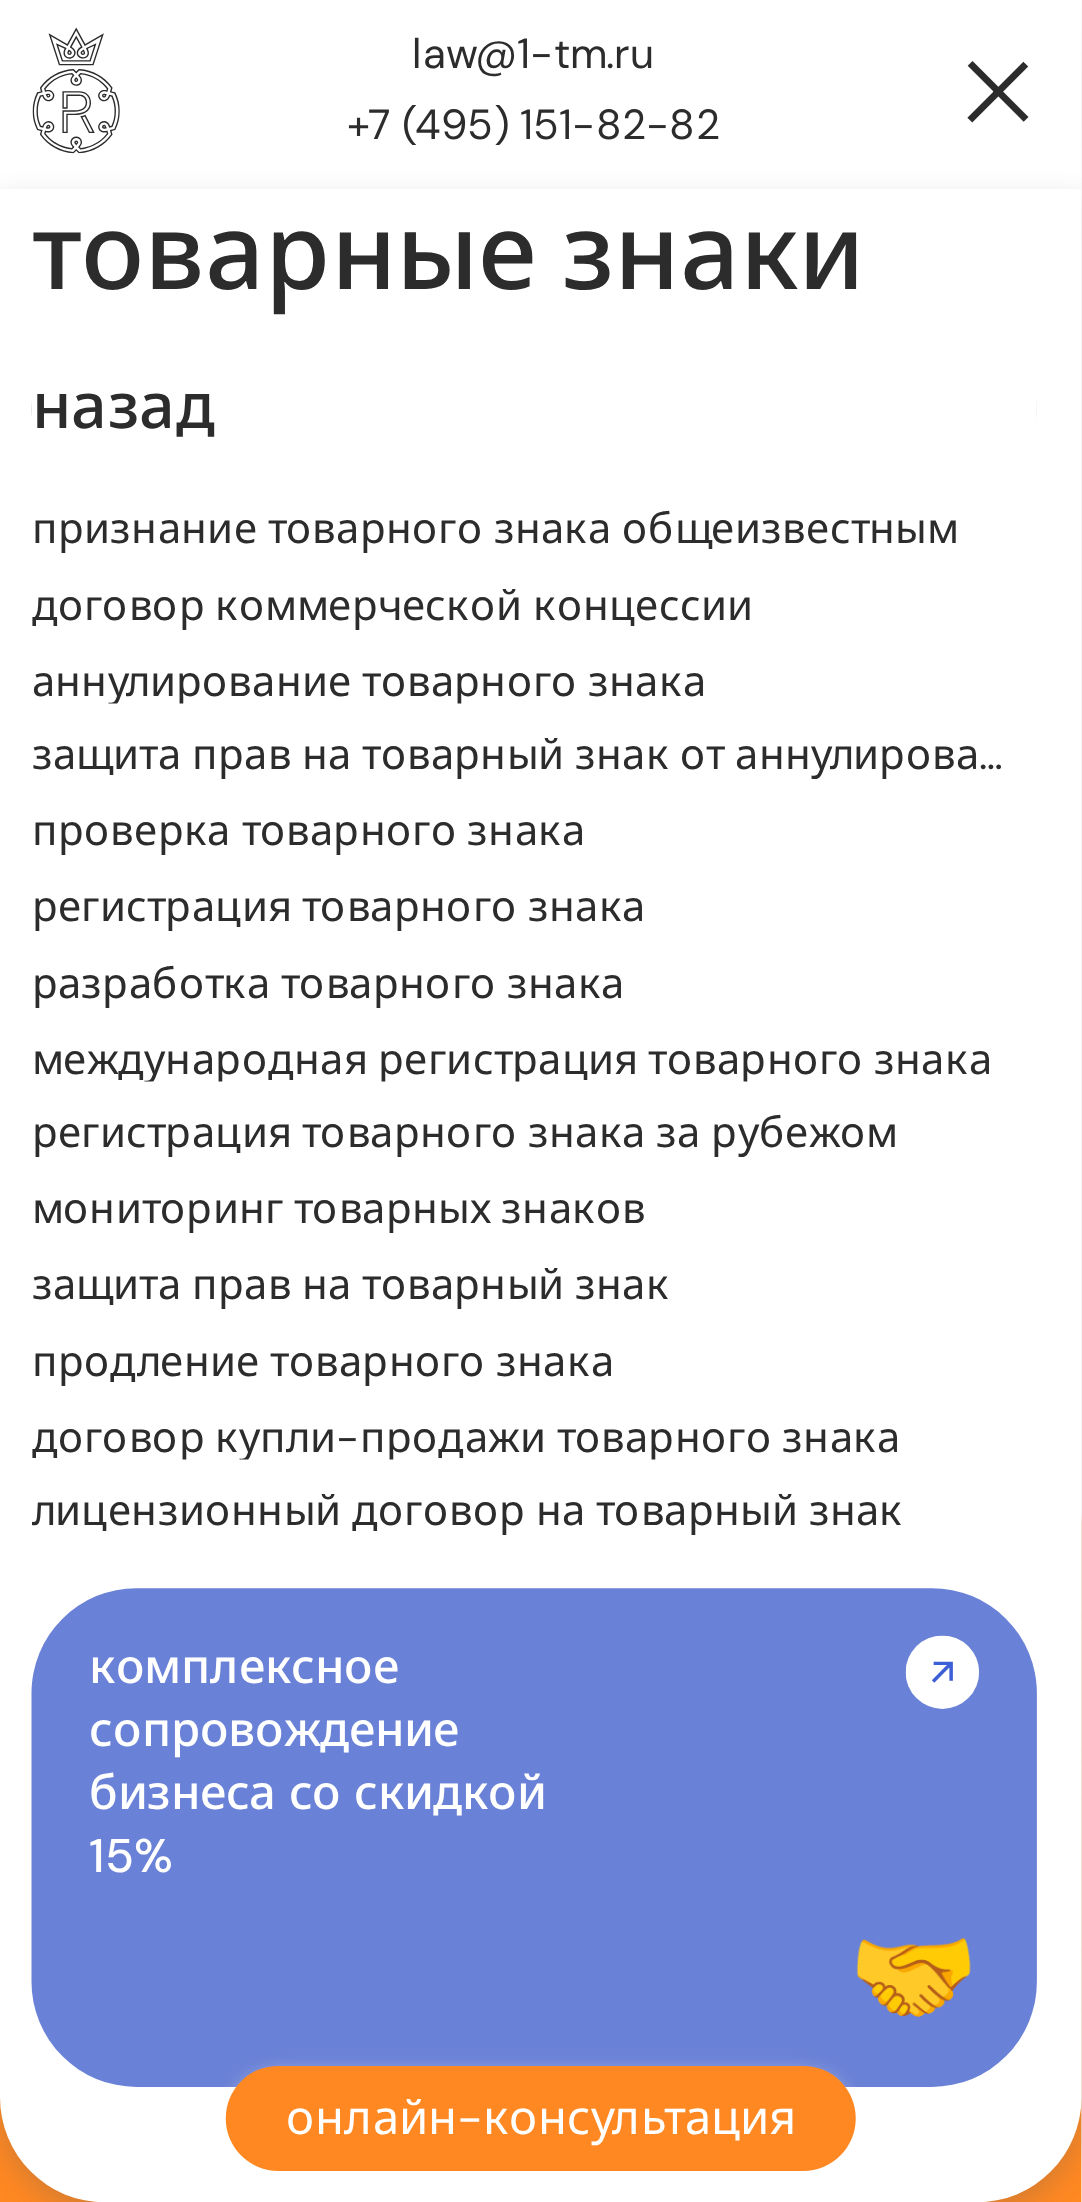 law@1-tm.ru
+7 (495) 151-82-82
R
товарные знаки
назад
признание товарного знака общеизвестным
договор коммерческой концессии
аннулирование товарного знака
защита прав на товарный знак от аннулирова...
проверка товарного знака
регистрация товарного знака
разработка товарного знака
международная регистрация товарного знака
регистрация товарного знака за рубежом
мониторинг товарных знаков
защита прав на товарный знак
продление товарного знака
договор купли-продажи товарного знака
лицензионный договор на товарный знак
комплексное
сопровождение
бизнеса со скидкой
15%
онлайн-консультация